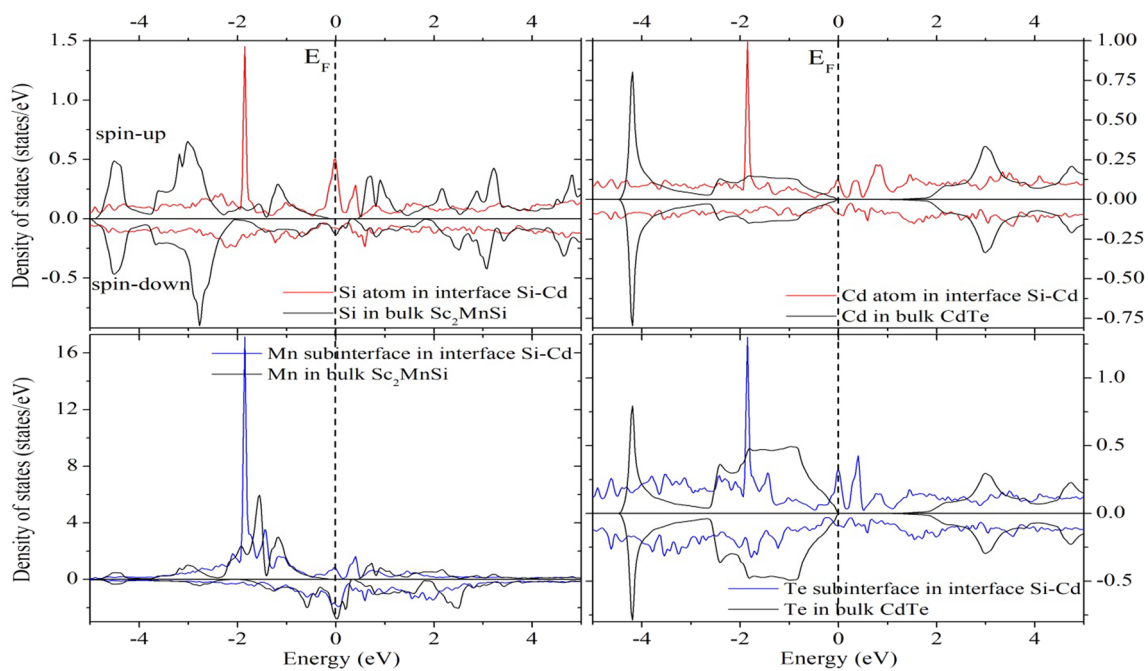 -4 -2 0 2 4
-4 -2 0 2 4
Density of states (states/eV)
1.5
1.0
0.5
0.0
-0.5
E_F
spin-up
spin-down
Si atom in interface Si-Cd
Si in bulk Sc₂MnSi
E_F
1.00
0.75
0.50
0.25
0.00
-0.25
-0.50
-0.75
Cd atom in interface Si-Cd
Cd in bulk CdTe
Density of states (states/eV)
16
12
8
4
0
Mn subinterface in interface Si-Cd
Mn in bulk Sc₂MnSi
-4 -2 0 2 4
Energy (eV)
1.0
0.5
0.0
-0.5
Te subinterface in interface Si-Cd
Te in bulk CdTe
-4 -2 0 2 4
Energy (eV)